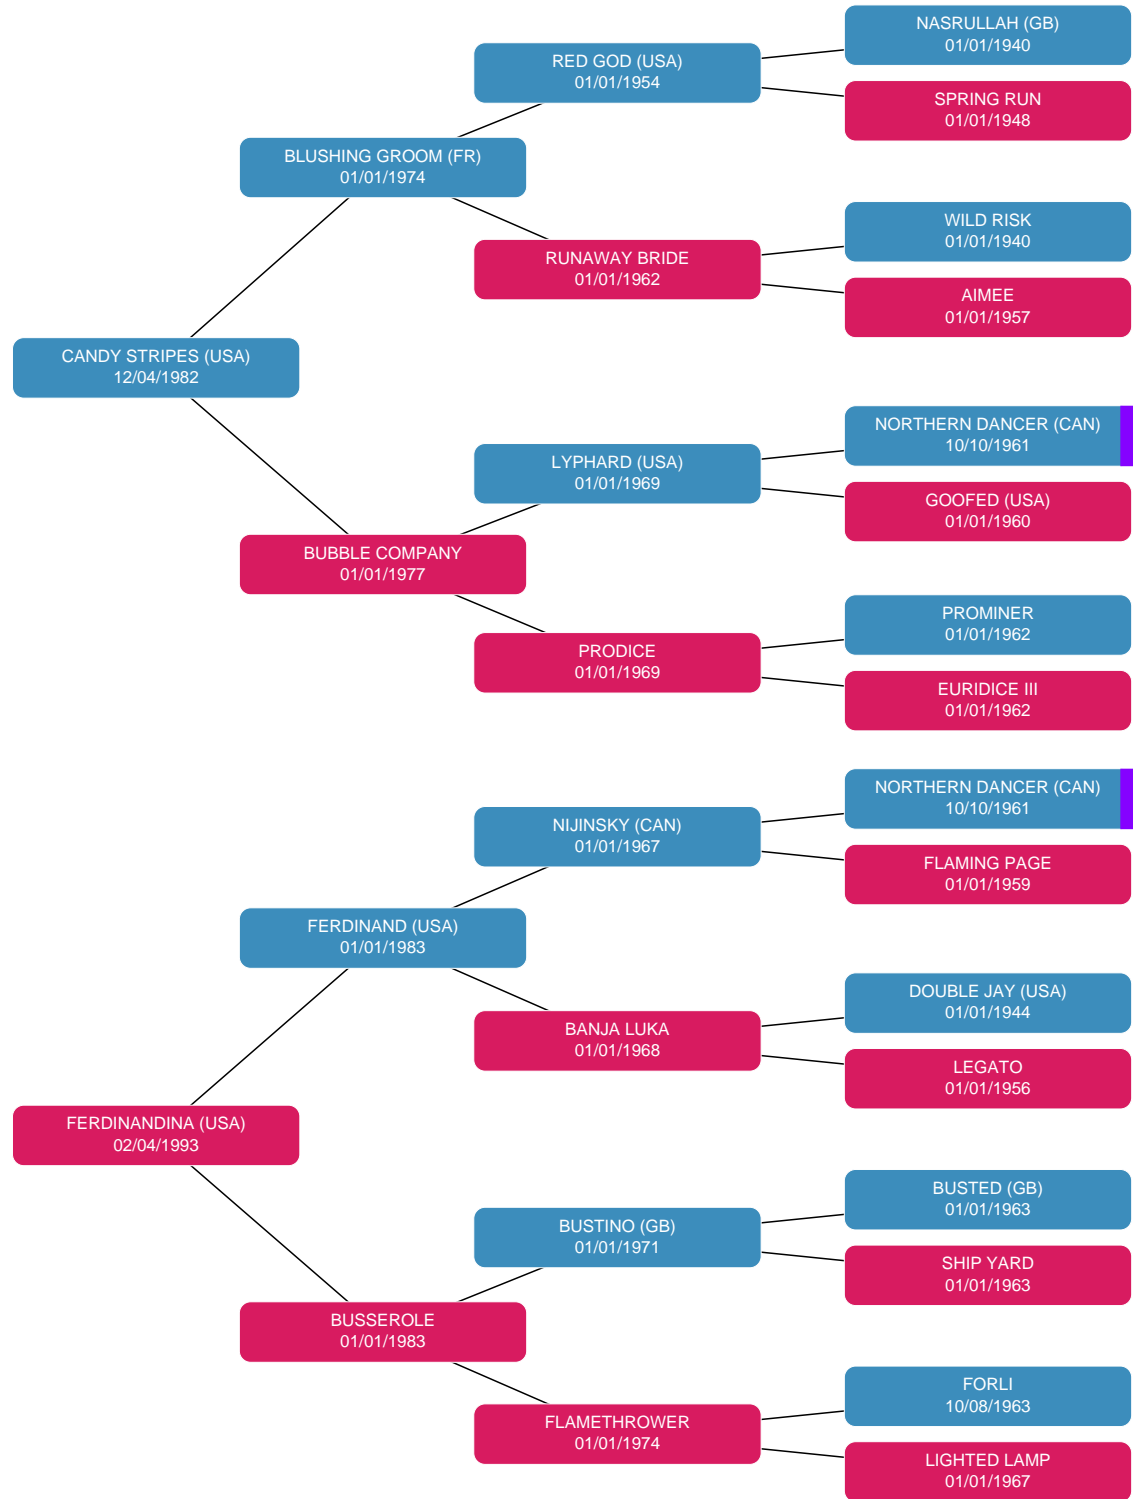 NASRULLAH (GB)
01/01/1940
RED GOD (USA)
01/01/1954
SPRING RUN
01/01/1948
BLUSHING GROOM (FR)
01/01/1974
WILD RISK
01/01/1940
RUNAWAY BRIDE
01/01/1962
AIMEE
01/01/1957
CANDY STRIPES (USA)
12/04/1982
NORTHERN DANCER (CAN)
10/10/1961
LYPHARD (USA)
01/01/1969
GOOFED (USA)
01/01/1960
BUBBLE COMPANY
01/01/1977
PROMINER
01/01/1962
PRODICE
01/01/1969
EURIDICE III
01/01/1962
NORTHERN DANCER (CAN)
10/10/1961
NIJINSKY (CAN)
01/01/1967
FLAMING PAGE
01/01/1959
FERDINAND (USA)
01/01/1983
DOUBLE JAY (USA)
01/01/1944
BANJA LUKA
01/01/1968
LEGATO
01/01/1956
FERDINANDINA (USA)
02/04/1993
BUSTED (GB)
01/01/1963
BUSTINO (GB)
01/01/1971
SHIP YARD
01/01/1963
BUSSEROLE
01/01/1983
FORLI
10/08/1963
FLAMETHROWER
01/01/1974
LIGHTED LAMP
01/01/1967